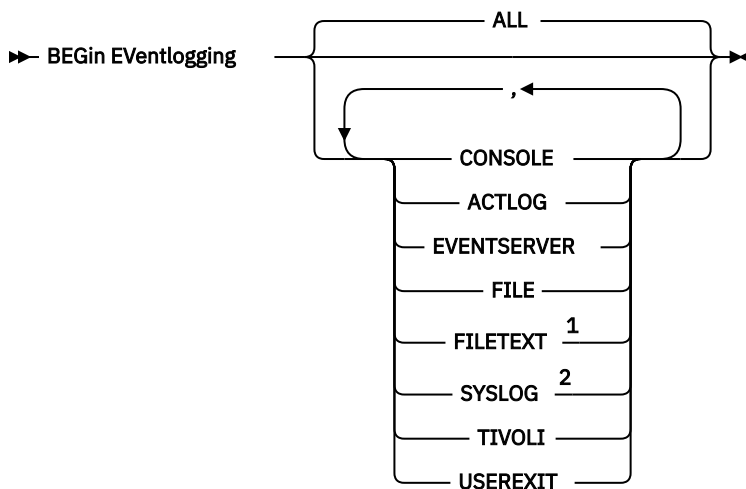 ALL
BEGin EVentlogging
,
CONSOLE
ACTLOG
EVENTSERVER
FILE
FILETEXT 1
SYSLOG 2
TIVOLI
USEREXIT